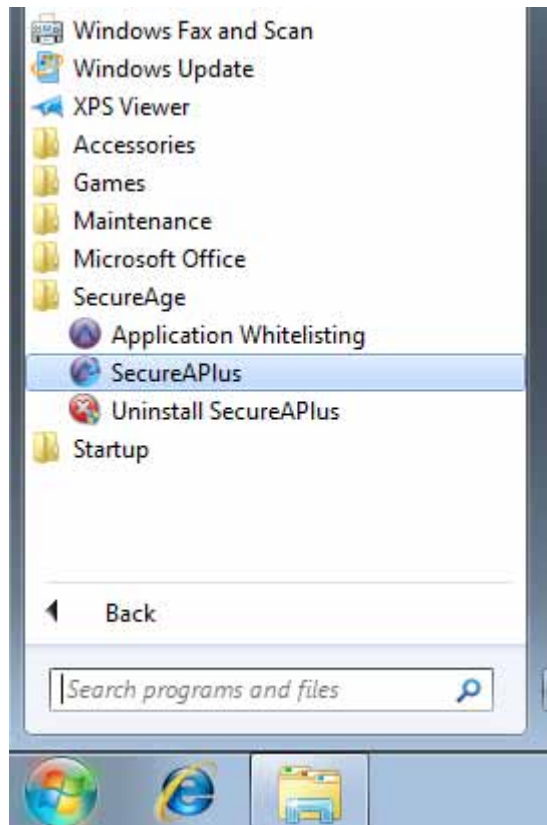 Windows Fax and Scan
Windows Update
XPS Viewer
Accessories
Games
Maintenance
Microsoft Office
SecureAge
Application Whitelisting
SecureAPlus
Uninstall SecureAPlus
Startup
Back
Search programs and files